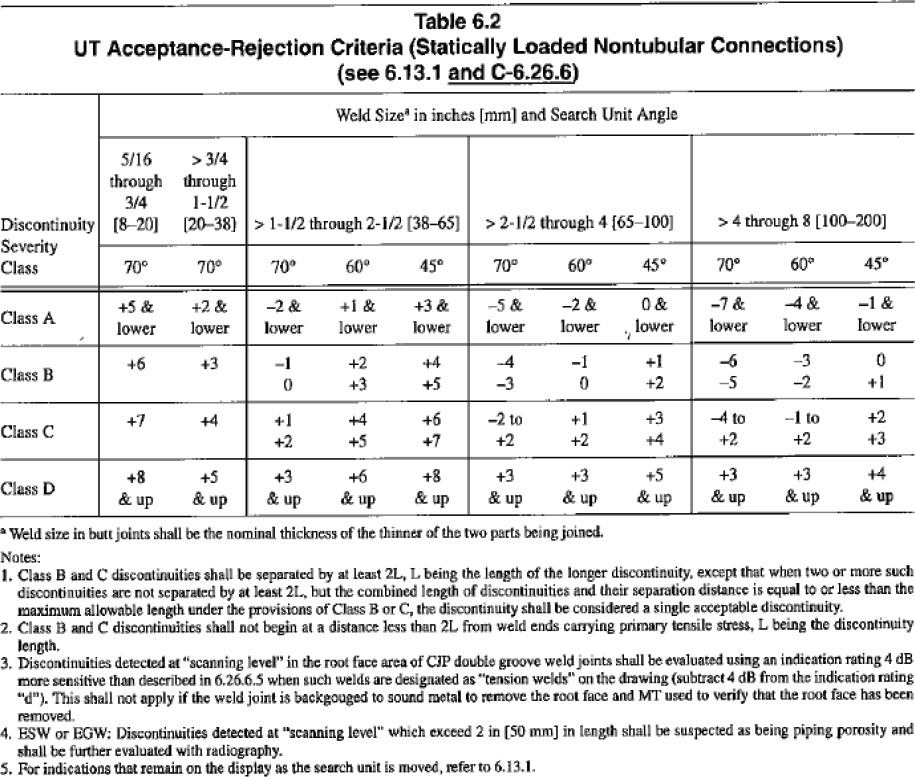 Table 6.2
UT Acceptance-Rejection Criteria (Statically Loaded Nontubular Connections)
(see 6.13.1 and C-6.26.6)
Weld Sizeª in inches [mm] and Search Unit Angle
5/16 > 3/4
through through
3/4 1-1/2
Discontinuity [8–20] [20–38] > 1-1/2 through 2-1/2 [38–65] > 2-1/2 through 4 [65–100] > 4 through 8 [100–200]
Severity
Class 70° 70° 70° 60° 45° 70° 60° 45° 70° 60° 45°
Class A +5 & +2 & –2 & +1 & +3 & –5 & –2 & 0 & –7 & –4 & –1 &
lower lower lower lower lower lower lower lower lower lower lower
Class B +6 +3 –1 +2 +4 –4 –1 +1 –6 –3 0
0 +3 +5 –3 0 +2 –5 –2 +1
Class C +7 +4 +1 +4 +6 –2 to +1 +3 –4 to –1 to +2
+2 +5 +7 +2 +2 +4 +2 +2 +3
Class D +8 +5 +3 +6 +8 +3 +3 +5 +3 +3 +4
& up & up & up & up & up & up & up & up & up & up & up
ª Weld size in butt joints shall be the nominal thickness of the thinner of the two parts being joined.
Notes:
1. Class B and C discontinuities shall be separated by at least 2L, L being the length of the longer discontinuity, except that when two or more such
discontinuities are not separated by at least 2L, but the combined length of discontinuities and their separation distance is equal to or less than the
maximum allowable length under the provisions of Class B or C, the discontinuity shall be considered a single acceptable discontinuity.
2. Class B and C discontinuities shall not begin at a distance less than 2L from weld ends carrying primary tensile stress, L being the discontinuity
length.
3. Discontinuities detected at “scanning level” in the root face area of CJP double groove weld joints shall be evaluated using an indication rating 4 dB
more sensitive than described in 6.26.6.5 when such welds are designated as “tension welds” on the drawing (subtract 4 dB from the indication rating
“d”). This shall not apply if the weld joint is backgouged to sound metal to remove the root face and MT used to verify that the root face has been
removed.
4. ESW or EGW: Discontinuities detected at “scanning level” which exceed 2 in [50 mm] in length shall be suspected as being piping porosity and
shall be further evaluated with radiography.
5. For indications that remain on the display as the search unit is moved, refer to 6.13.1.